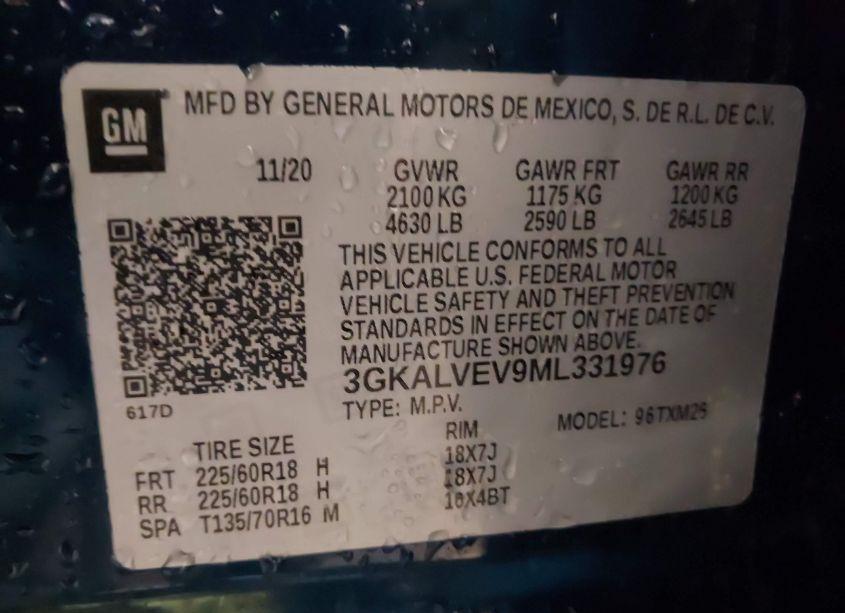 GM
MFD BY GENERAL MOTORS DE MEXICO, S. DE R.L. DE C.V.
11/20 GVWR GAWR FRT GAWR RR
2100 KG 1175 KG 1200 KG
4630 LB 2590 LB 2645 LB
THIS VEHICLE CONFORMS TO ALL
APPLICABLE U.S. FEDERAL MOTOR
VEHICLE SAFETY AND THEFT PREVENTION
STANDARDS IN EFFECT ON THE DATE OF
MANUFACTURE SHOWN ABOVE.
3GKALVEV9ML331976
617D
TYPE: M.P.V. MODEL: 96TXM26
TIRE SIZE RIM
FRT 225/60R18 H 18X7J
RR 225/60R18 H 18X7J
SPA T135/70R16 M 16X4BT